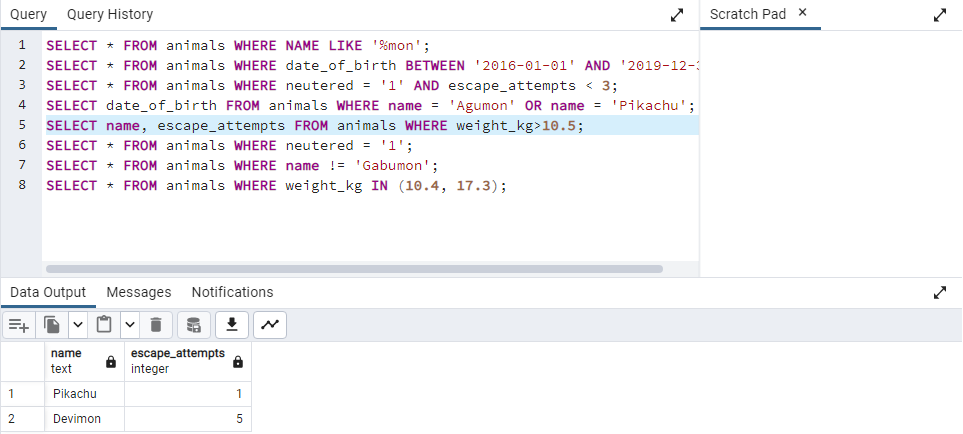 Query Query History Scratch Pad ×
1 SELECT * FROM animals WHERE NAME LIKE '%mon';
2 SELECT * FROM animals WHERE date_of_birth BETWEEN '2016-01-01' AND '2019-12-3
3 SELECT * FROM animals WHERE neutered = '1' AND escape_attempts < 3;
4 SELECT date_of_birth FROM animals WHERE name = 'Agumon' OR name = 'Pikachu';
5 SELECT name, escape_attempts FROM animals WHERE weight_kg>10.5;
6 SELECT * FROM animals WHERE neutered = '1';
7 SELECT * FROM animals WHERE name != 'Gabumon';
8 SELECT * FROM animals WHERE weight_kg IN (10.4, 17.3);
Data Output Messages Notifications
name escape_attempts
text integer
1 Pikachu 1
2 Devimon 5